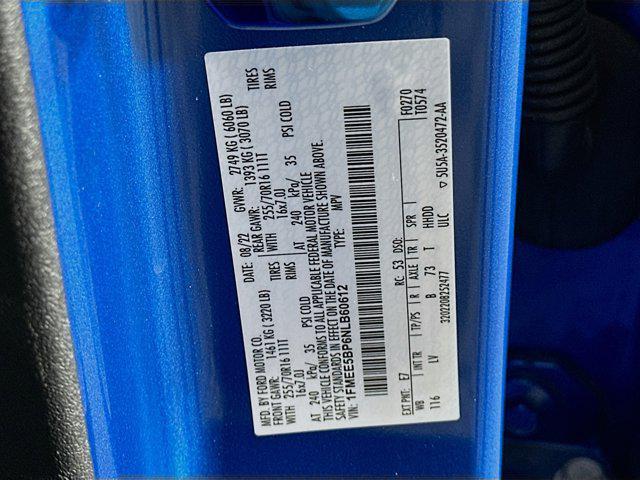 MFD. BY FORD MOTOR CO.
DATE: 08/22 GVWR: 2749 KG (6060 LB)
FRONT GAWR: 1461 KG (3220 LB) REAR GAWR: 1393 KG (3070 LB)
WITH 255/70R16 111T TIRES WITH 255/70R16 111T TIRES
16x7.0J RIMS 16x7.0J RIMS
AT 240 kPa/ 35 PSI COLD AT 240 kPa/ 35 PSI COLD
THIS VEHICLE CONFORMS TO ALL APPLICABLE FEDERAL MOTOR VEHICLE
SAFETY STANDARDS IN EFFECT ON THE DATE OF MANUFACTURE SHOWN ABOVE.
VIN: 1FMEE5BP6NLB60612 TYPE: MPV
F0270
T0574
EXT PNT: E7 RC: 53 DSO:
WB INT TR TP/PS R AXLE TR SPR
116 LV B 73 T HHDD
ULC
3202208252477 5U5A-3520472-AA